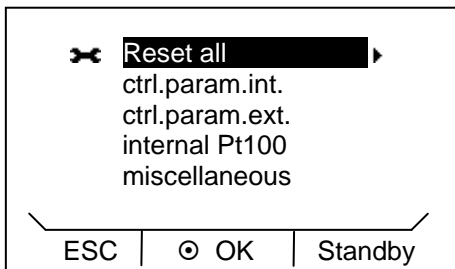 Reset all
ctrl.param.int.
ctrl.param.ext.
internal Pt100
miscellaneous
ESC OK Standby